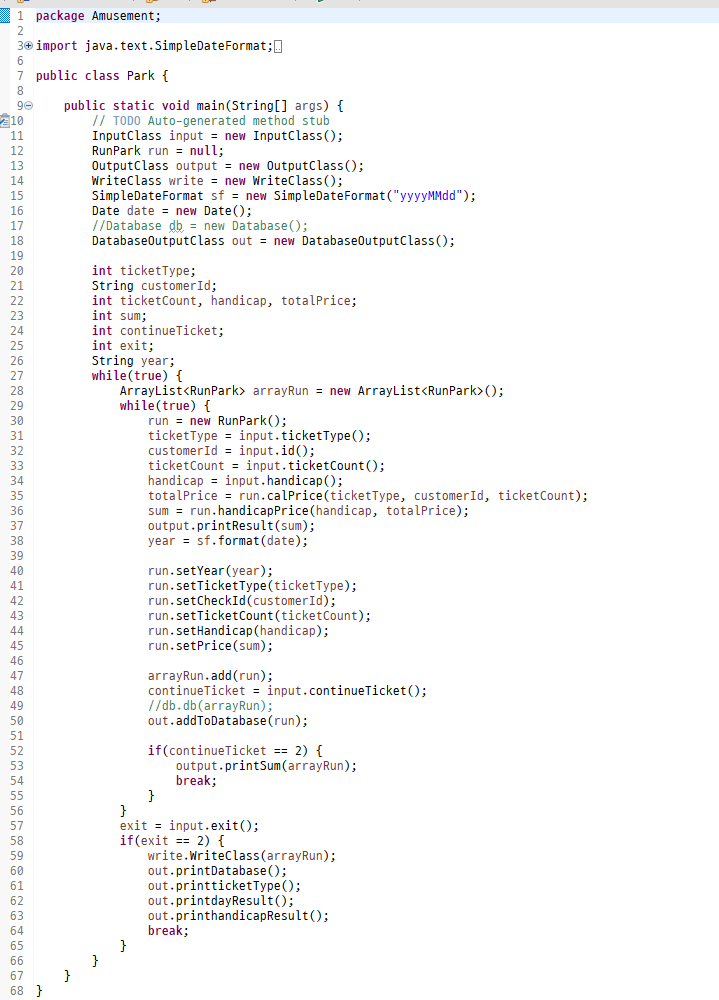 1 package Amusement;
2
3 import java.text.SimpleDateFormat;
6
7 public class Park {
8
9     public static void main(String[] args) {
10         // TODO Auto-generated method stub
11         InputClass input = new InputClass();
12         RunPark run = null;
13         OutputClass output = new OutputClass();
14         WriteClass write = new WriteClass();
15         SimpleDateFormat sf = new SimpleDateFormat("yyyyMMdd");
16         Date date = new Date();
17         //Database db = new Database();
18         DatabaseOutputClass out = new DatabaseOutputClass();
19
20         int ticketType;
21         String customerId;
22         int ticketCount, handicap, totalPrice;
23         int sum;
24         int continueTicket;
25         int exit;
26         String year;
27         while(true) {
28             ArrayList<RunPark> arrayRun = new ArrayList<RunPark>();
29             while(true) {
30                 run = new RunPark();
31                 ticketType = input.ticketType();
32                 customerId = input.id();
33                 ticketCount = input.ticketCount();
34                 handicap = input.handicap();
35                 totalPrice = run.calPrice(ticketType, customerId, ticketCount);
36                 sum = run.handicapPrice(handicap, totalPrice);
37                 output.printResult(sum);
38                 year = sf.format(date);
39
40                 run.setYear(year);
41                 run.setTicketType(ticketType);
42                 run.setCheckId(customerId);
43                 run.setTicketCount(ticketCount);
44                 run.setHandicap(handicap);
45                 run.setPrice(sum);
46
47                 arrayRun.add(run);
48                 continueTicket = input.continueTicket();
49                 //db.db(arrayRun);
50                 out.addToDatabase(run);
51
52                 if(continueTicket == 2) {
53                     output.printSum(arrayRun);
54                     break;
55                 }
56             }
57             exit = input.exit();
58             if(exit == 2) {
59                 write.WriteClass(arrayRun);
60                 out.printDatabase();
61                 out.printticketType();
62                 out.printdayResult();
63                 out.printhandicapResult();
64                 break;
65             }
66         }
67     }
68 }